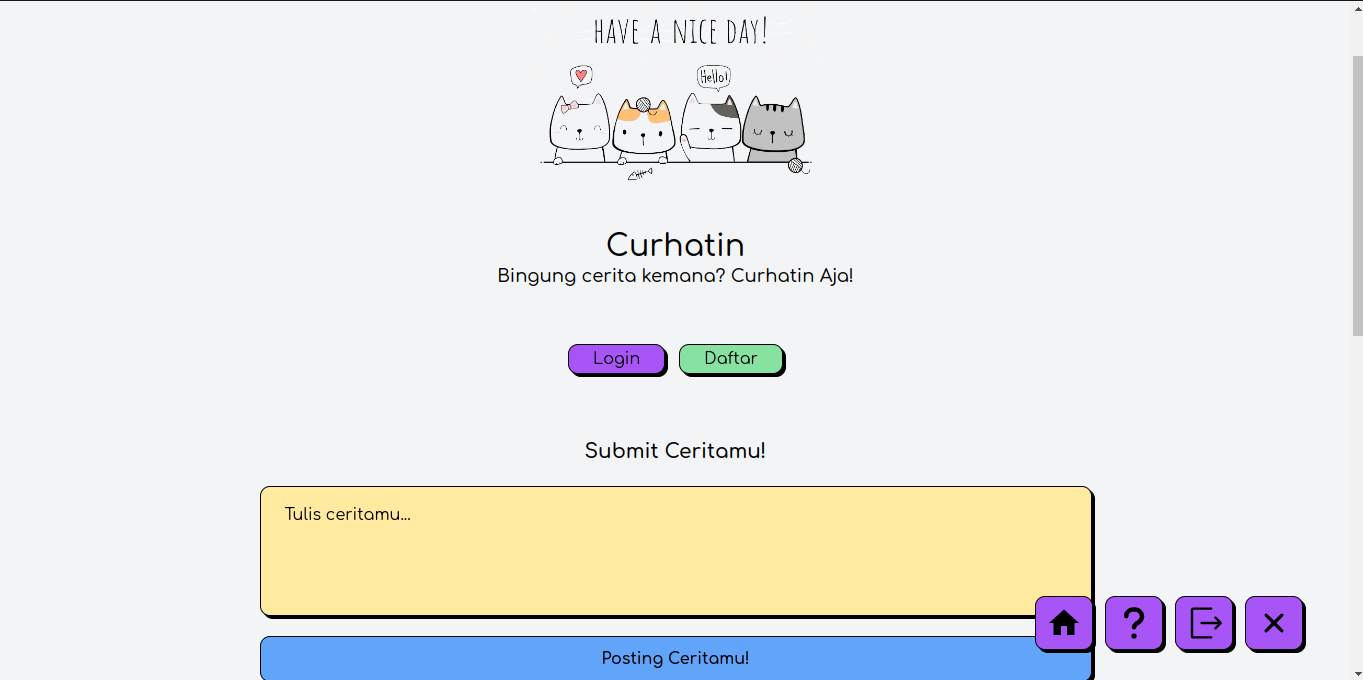 HAVE A NICE DAY!
Hello!
Curhatin
Bingung cerita kemana? Curhatin Aja!
Login
Daftar
Submit Ceritamu!
Tulis ceritamu...
Posting Ceritamu!